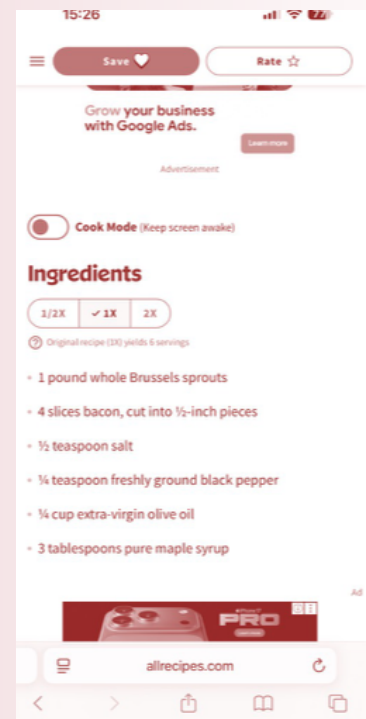 15:26
77
Save
Rate
Grow your business
with Google Ads.
Learn more
Advertisement
Cook Mode (Keep screen awake)
Ingredients
1/2X 1X 2X
Original recipe (1X) yields 6 servings
1 pound whole Brussels sprouts
4 slices bacon, cut into ½-inch pieces
½ teaspoon salt
¼ teaspoon freshly ground black pepper
¼ cup extra-virgin olive oil
3 tablespoons pure maple syrup
Ad
PRO
allrecipes.com